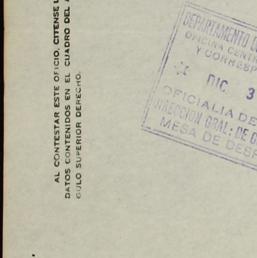 AL CONTESTAR ESTE OFICIO, CITENSE
DATOS CONTENIDOS EN EL CUADRO DEL
GULO SUPERIOR DERECHO.
DEPARTAMENTO
OFICINA
Y
DIC. 3
OFICIALIA DE
GRAL. DE
MESA DE